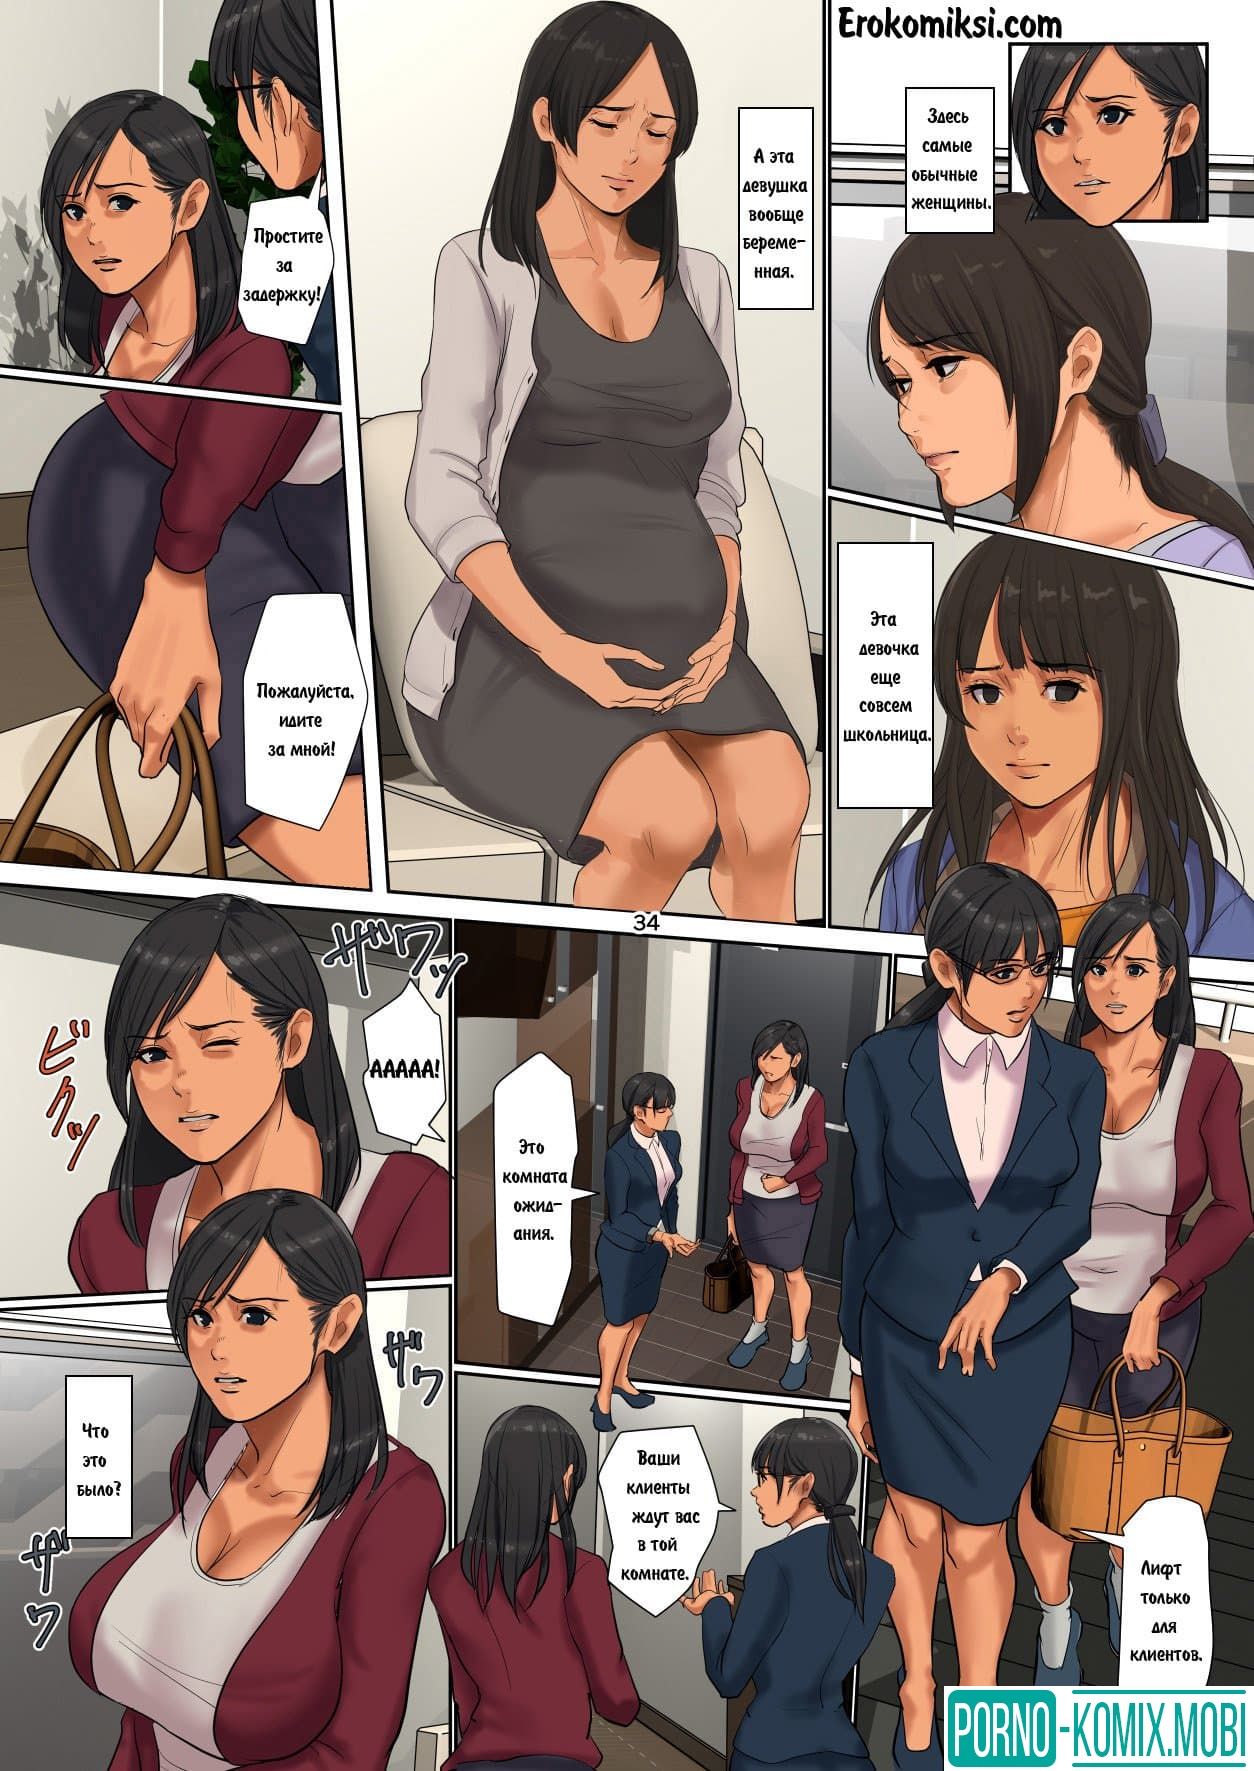 Erokomiksi.com
Здесь
самые
обычные
женщины.
Эта
девочка
еще
совсем
школьница.
А эта
девушка
вообще
береме-
нная.
Простите
за
задержку!
Пожалуйста,
идите
за мной!
34
Лифт
только
для
клиентов.
Это
комната
ожид-
ания.
Ваши
клиенты
ждут вас
в той
комнате.
ザワッ
ААААА!
ビクッ
Что
это
было?
ザワ
ザワ
PORNO-KOMIX.MOBI